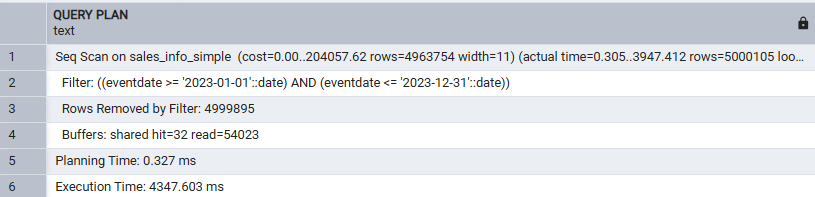 QUERY PLAN
text
1 Seq Scan on sales_info_simple (cost=0.00..204057.62 rows=4963754 width=11) (actual time=0.305..3947.412 rows=5000105 loo...
2 Filter: ((eventdate >= '2023-01-01'::date) AND (eventdate <= '2023-12-31'::date))
3 Rows Removed by Filter: 4999895
4 Buffers: shared hit=32 read=54023
5 Planning Time: 0.327 ms
6 Execution Time: 4347.603 ms